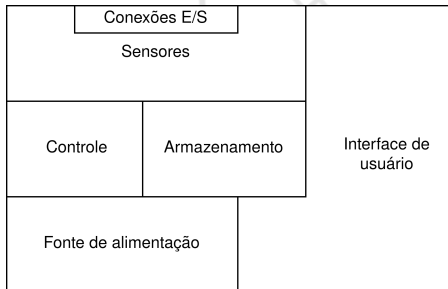 Conexões E/S
Sensores
Controle
Armazenamento
Interface de
usuário
Fonte de alimentação